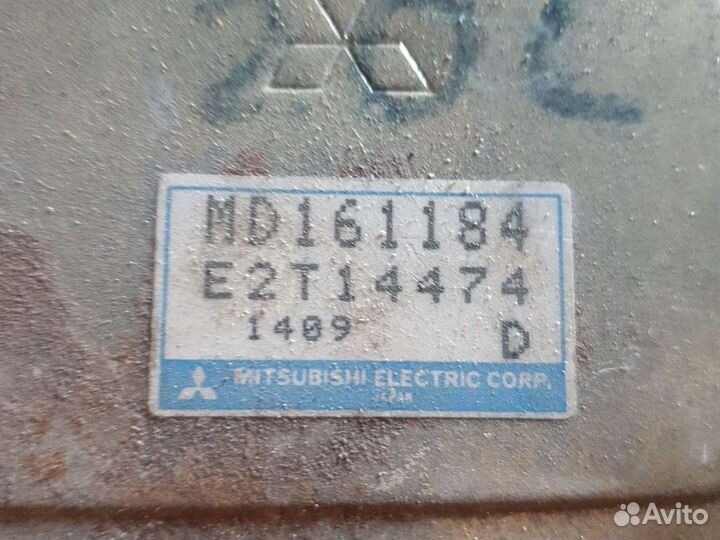 MD161184
E2T14474
1409 D
MITSUBISHI ELECTRIC CORP.
JAPAN
Avito